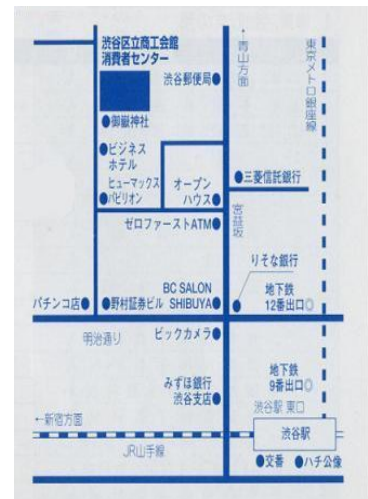 渋谷区立商工会館
消費者センター
渋谷郵便局
↑青山方面
東京メトロ銀座線
御嶽神社
ビジネス
ホテル
ヒューマックス
パビリオン
オープン
ハウス
三菱信託銀行
ゼロファーストATM
宮益坂
りそな銀行
BC SALON
SHIBUYA
地下鉄
12番出口
パチンコ店
野村証券ビル
明治通り
ビックカメラ
みずほ銀行
渋谷支店
地下鉄
9番出口
渋谷駅 東口
←新宿方面
渋谷駅
JR山手線
交番
ハチ公像